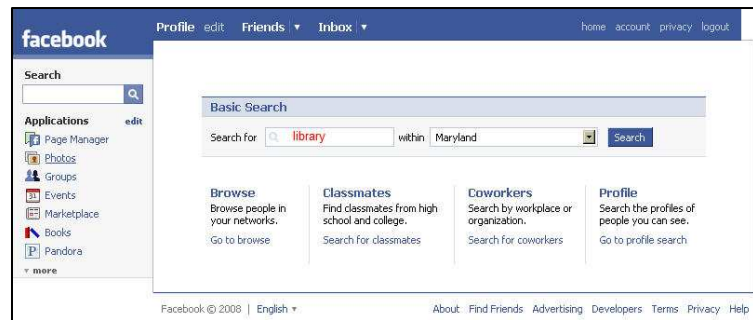 facebook
Profile edit Friends Inbox
home account privacy logout
Search
Applications edit
Page Manager
Photos
Groups
Events
Marketplace
Books
Pandora
more
Basic Search
Search for library within Maryland Search
Browse
Browse people in
your networks.
Go to browse
Classmates
Find classmates from high
school and college.
Search for classmates
Coworkers
Search by workplace or
organization.
Search for coworkers
Profile
Search the profiles of
people you can see.
Go to profile search
Facebook © 2008 | English
About Find Friends Advertising Developers Terms Privacy Help